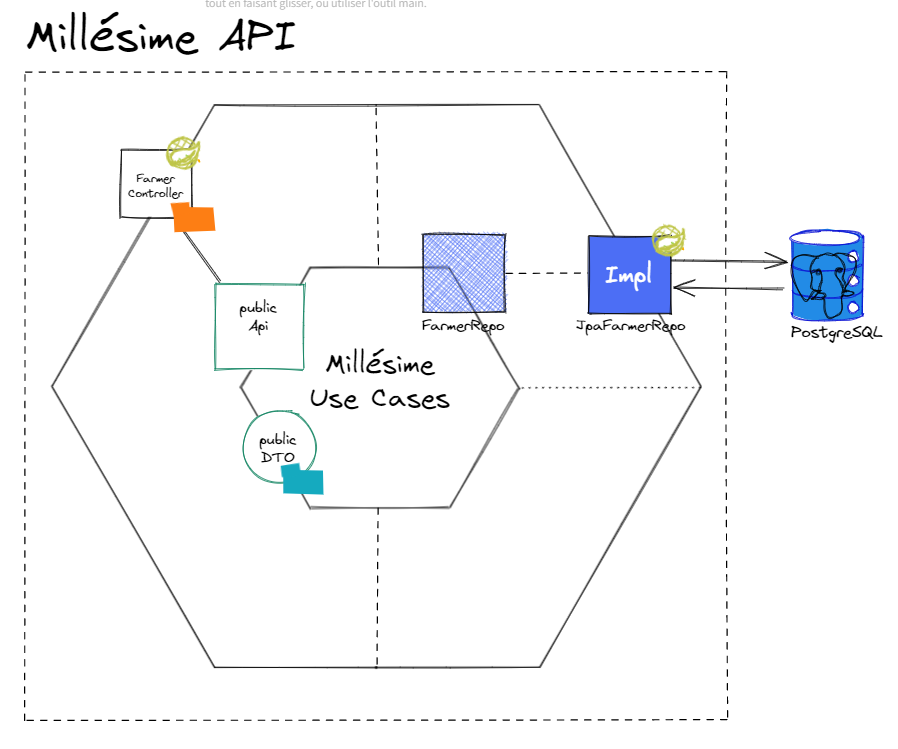 tout en faisant glisser, ou utiliser l'outil main.
Millésime API
Farmer
Controller
Impl
public
Api
FarmerRepo
JpaFarmerRepo
PostgreSQL
Millésime
Use Cases
public
DTO